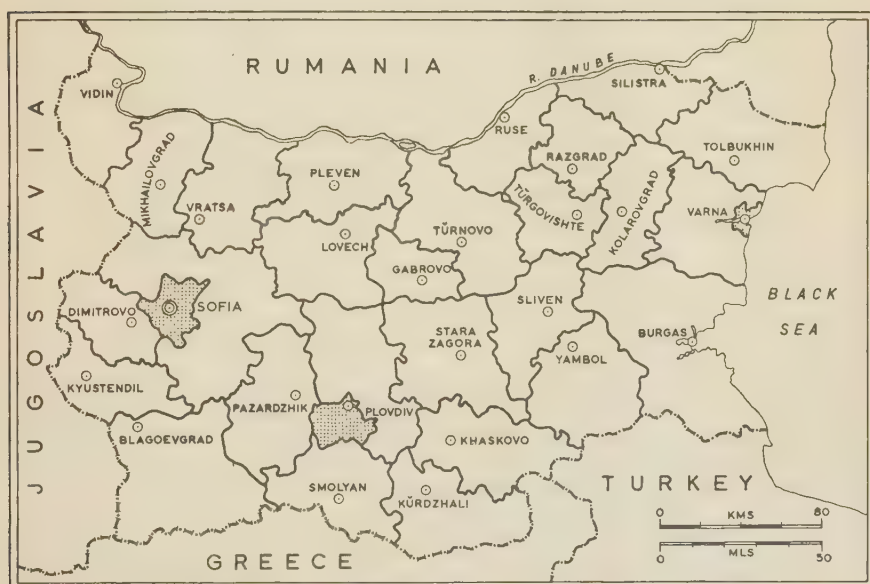 RUMANIA
R. DANUBE
VIDIN
SILISTRA
RUSE
TOLBUKHIN
RAZGRAD
MIKHAILOVGRAD
PLEVEN
TŬRGOVISHTE
KOLAROVGRAD
VRATSA
VARNA
LOVECH
TŬRNOVO
GABROVO
JUGOSLAVIA
SOFIA
DIMITROVO
SLIVEN
BLACK
SEA
STARA
ZAGORA
BURGAS
YAMBOL
KYUSTENDIL
PAZARDZHIK
PLOVDIV
BLAGOEVGRAD
KHASKOVO
SMOLYAN
KŬRDZHALI
TURKEY
GREECE
KMS
0 80
MLS
0 50